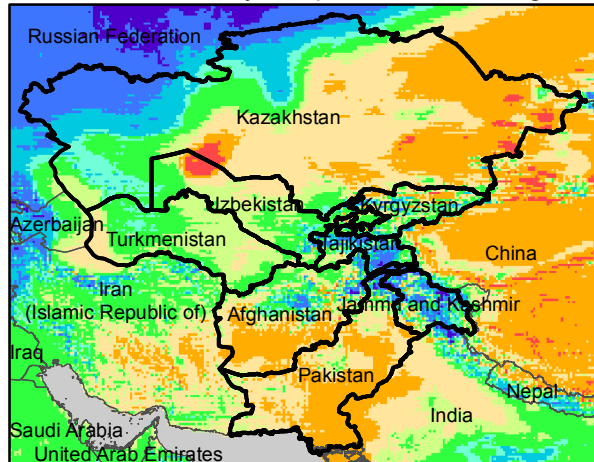 Russian Federation
Kazakhstan
Uzbekistan
Kyrgyzstan
Azerbaijan
Turkmenistan
Tajikistan
China
Iran
(Islamic Republic of)
Afghanistan
Jammu and Kashmir
Iraq
Pakistan
Nepal
India
Saudi Arabia
United Arab Emirates